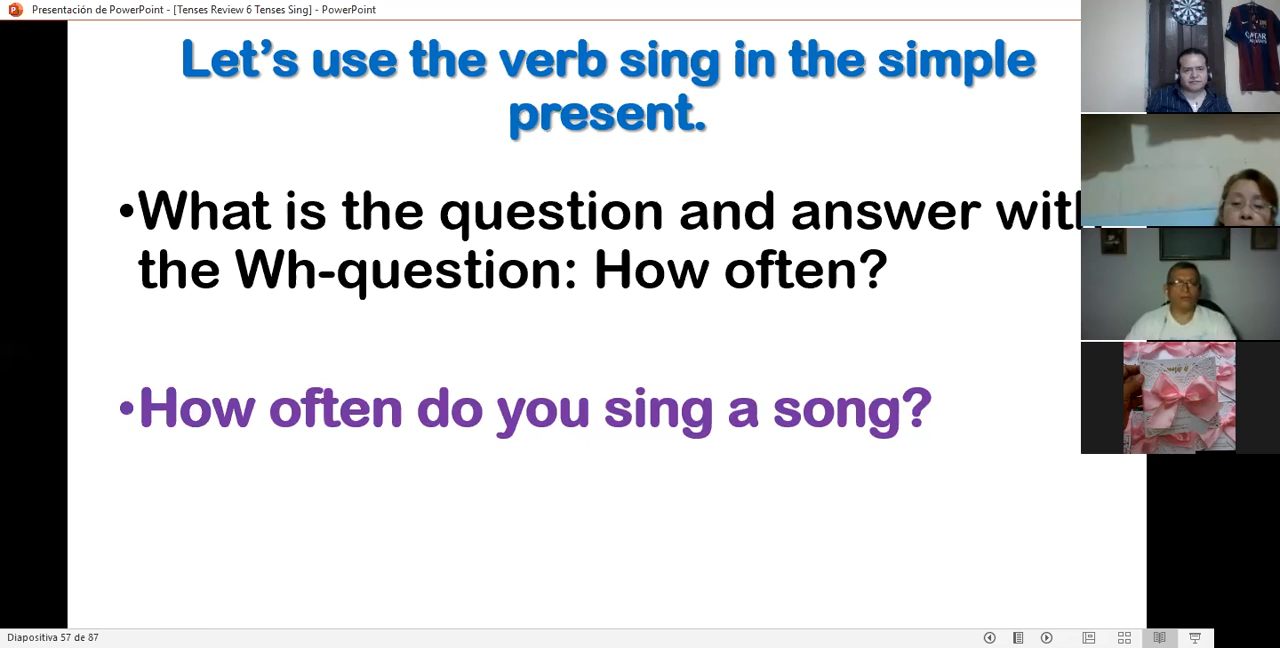 Presentación de PowerPoint - [Tenses Review 6 Tenses Sing] - PowerPoint
Let's use the verb sing in the simple
present.
•What is the question and answer with
the Wh-question: How often?
•How often do you sing a song?
QATAR
Diapositiva 57 de 87